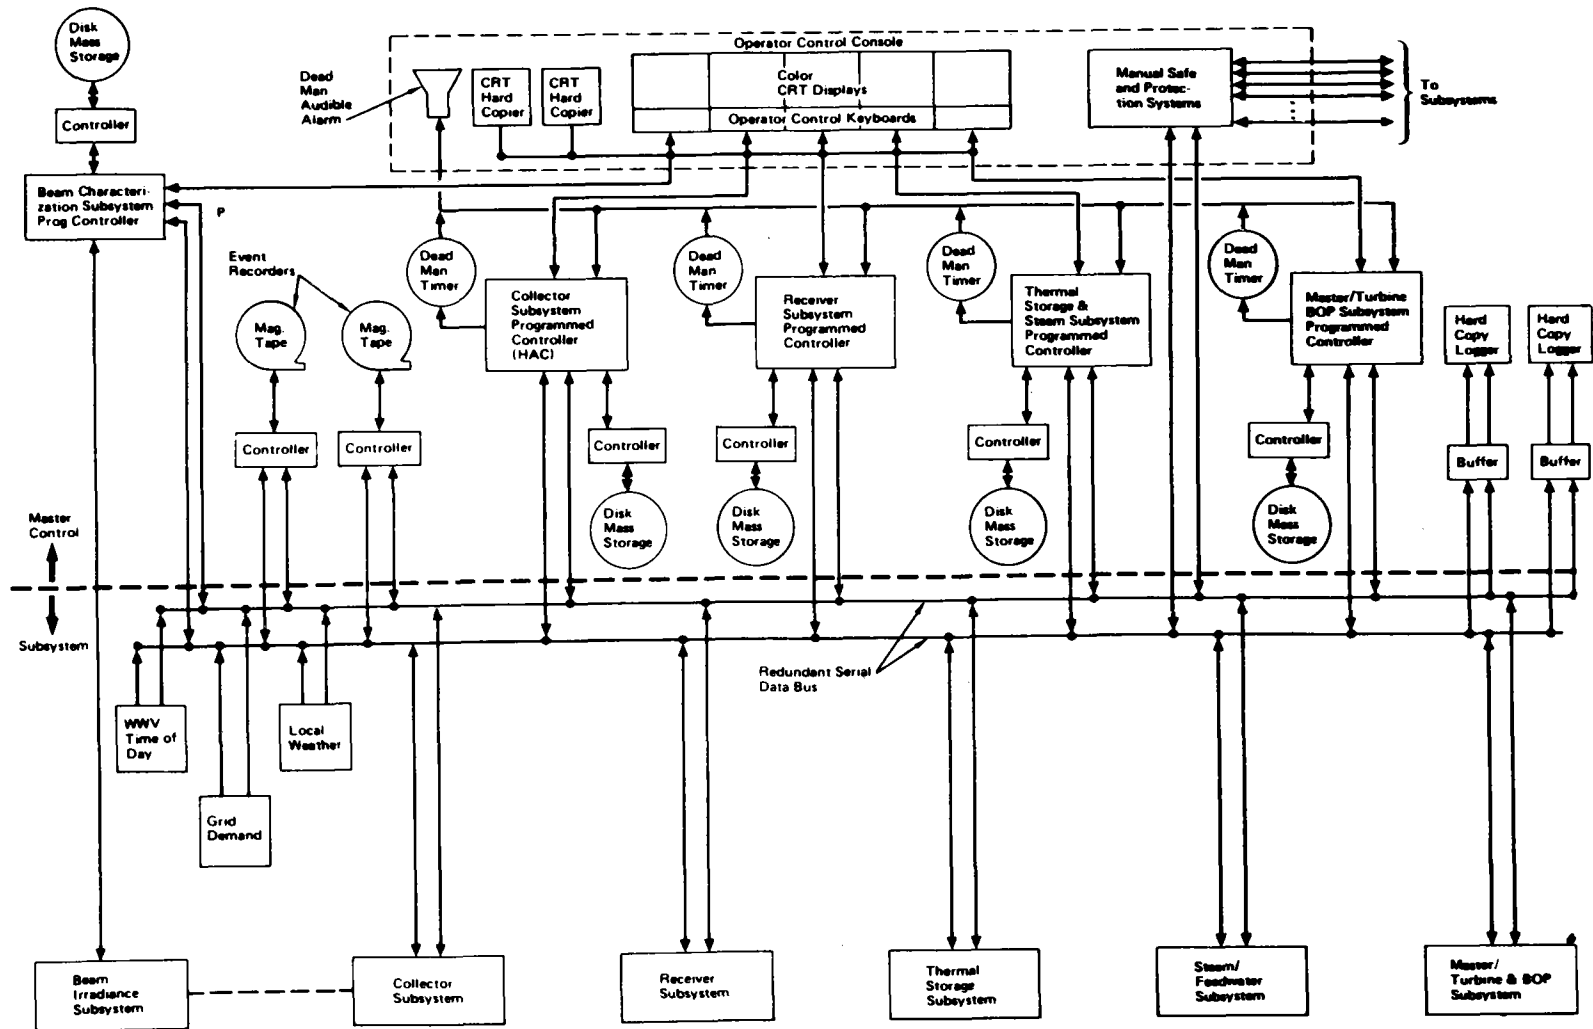 Disk
Mass
Storage
Controller
Beam Characteri-
zation Subsystem
Prog Controller
P
Dead
Man
Audible
Alarm
Operator Control Console
CRT
Hard
Copier
CRT
Hard
Copier
Color
CRT Displays
Operator Control Keyboards
Manual Safe
and Protec-
tion Systems
To
Subsystems
Event
Recorders
Mag.
Tape
Mag.
Tape
Controller
Controller
Dead
Man
Timer
Collector
Subsystem
Programmed
Controller
(HAC)
Controller
Disk
Mass
Storage
Dead
Man
Timer
Receiver
Subsystem
Programmed
Controller
Controller
Disk
Mass
Storage
Dead
Man
Timer
Thermal
Storage &
Steam Subsystem
Programmed
Controller
Controller
Disk
Mass
Storage
Dead
Man
Timer
Master/Turbine
BOP Subsystem
Programmed
Controller
Controller
Disk
Mass
Storage
Hard
Copy
Logger
Hard
Copy
Logger
Buffer
Buffer
Master
Control
Subsystem
Redundant Serial
Data Bus
WWV
Time of
Day
Local
Weather
Grid
Demand
Beam
Irradiance
Subsystem
Collector
Subsystem
Receiver
Subsystem
Thermal
Storage
Subsystem
Steam/
Feedwater
Subsystem
Master/
Turbine & BOP
Subsystem